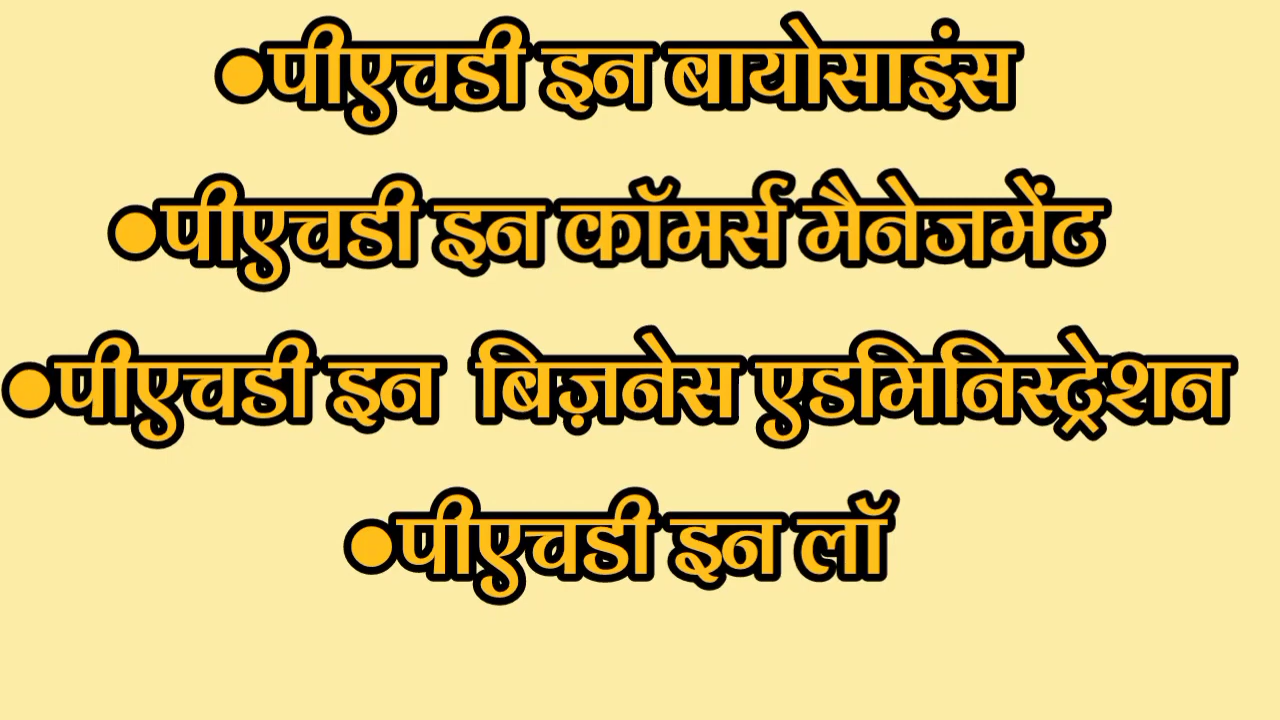 •पीएचडी इन बायोसाइंस
•पीएचडी इन कॉमर्स मैनेजमेंट
•पीएचडी इन बिज़नेस एडमिनिस्ट्रेशन
•पीएचडी इन लॉ